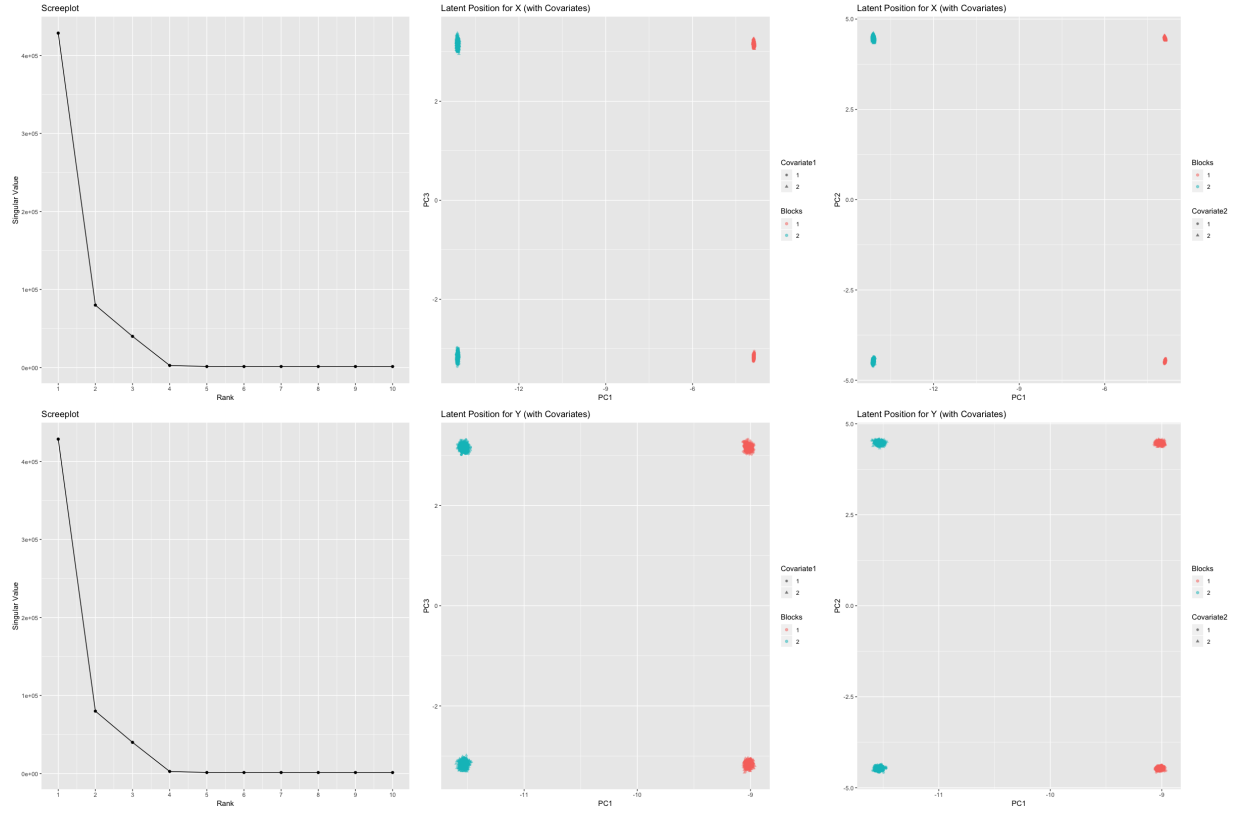 Screeplot
4e+05
3e+05
2e+05
1e+05
0e+00
Singular Value
1 2 3 4 5 6 7 8 9 10
Rank
Latent Position for X (with Covariates)
2
0
-2
PC3
-12 -9 -6
PC1
Covariate1
1
2
Blocks
1
2
Latent Position for X (with Covariates)
5.0
2.5
0.0
-2.5
-5.0
PC2
-12 -9 -6
PC1
Blocks
1
2
Covariate2
1
2
Screeplot
4e+05
3e+05
2e+05
1e+05
0e+00
Singular Value
1 2 3 4 5 6 7 8 9 10
Rank
Latent Position for Y (with Covariates)
2
0
-2
PC3
-11 -10 -9
PC1
Covariate1
1
2
Blocks
1
2
Latent Position for Y (with Covariates)
5.0
2.5
0.0
-2.5
-5.0
PC2
-11 -10 -9
PC1
Blocks
1
2
Covariate2
1
2